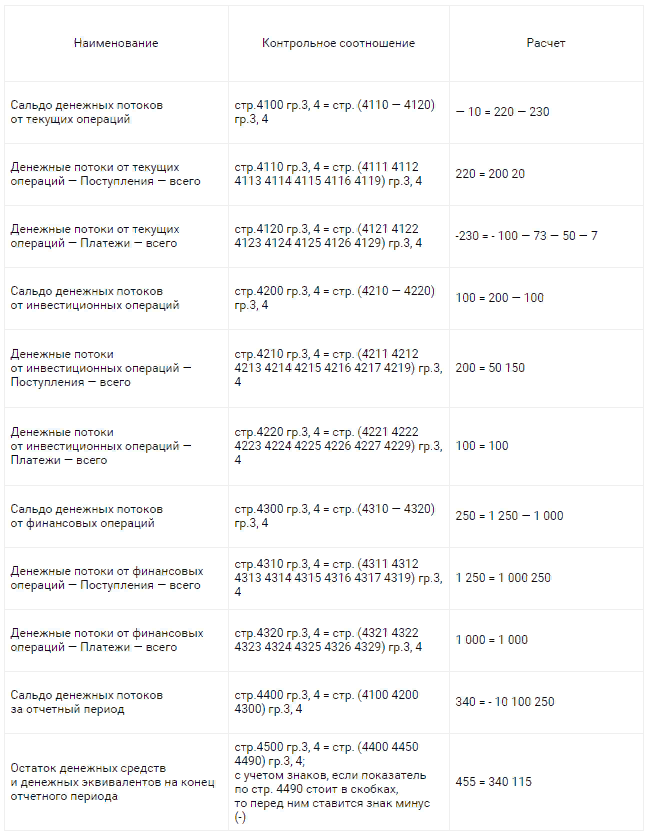 Наименование
Контрольное соотношение
Расчет
Сальдо денежных потоков
от текущих операций
стр.4100 гр.3, 4 = стр. (4110 — 4120)
гр.3, 4
— 10 = 220 — 230
Денежные потоки от текущих
операций — Поступления — всего
стр.4110 гр.3, 4 = стр. (4111 4112
4113 4114 4115 4116 4119) гр.3, 4
220 = 200 20
Денежные потоки от текущих
операций — Платежи — всего
стр.4120 гр.3, 4 = стр. (4121 4122
4123 4124 4125 4126 4129) гр.3, 4
-230 = - 100 — 73 — 50 — 7
Сальдо денежных потоков
от инвестиционных операций
стр.4200 гр.3, 4 = стр. (4210 — 4220)
гр.3, 4
100 = 200 — 100
Денежные потоки
от инвестиционных операций —
Поступления — всего
стр.4210 гр.3, 4 = стр. (4211 4212
4213 4214 4215 4216 4217 4219) гр.3,
4
200 = 50 150
Денежные потоки
от инвестиционных операций —
Платежи — всего
стр.4220 гр.3, 4 = стр. (4221 4222
4223 4224 4225 4226 4227 4229) гр.3,
4
100 = 100
Сальдо денежных потоков
от финансовых операций
стр.4300 гр.3, 4 = стр. (4310 — 4320)
гр.3, 4
250 = 1 250 — 1 000
Денежные потоки от финансовых
операций — Поступления — всего
стр.4310 гр.3, 4 = стр. (4311 4312
4313 4314 4315 4316 4317 4319) гр.3,
4
1 250 = 1 000 250
Денежные потоки от финансовых
операций — Платежи — всего
стр.4320 гр.3, 4 = стр. (4321 4322
4323 4324 4325 4326 4329) гр.3, 4
1 000 = 1 000
Сальдо денежных потоков
за отчетный период
стр.4400 гр.3, 4 = стр. (4100 4200
4300) гр.3, 4
340 = - 10 100 250
Остаток денежных средств
и денежных эквивалентов на конец
отчетного периода
стр.4500 гр.3, 4 = стр. (4400 4450
4490) гр.3, 4;
с учетом знаков, если показатель
по стр. 4490 стоит в скобках,
то перед ним ставится знак минус
(-)
455 = 340 115